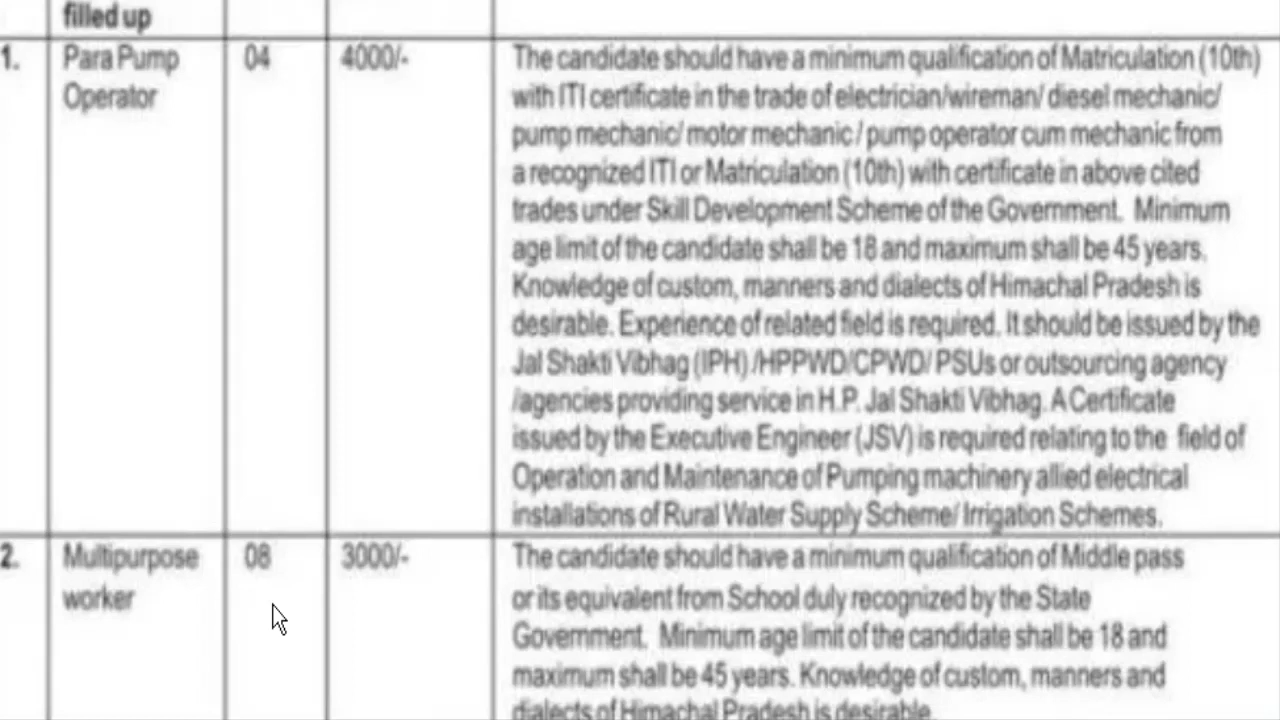 filled up
1. Para Pump 04 4000/- The candidate should have a minimum qualification of Matriculation (10th)
Operator with ITI certificate in the trade of electrician/wireman/ diesel mechanic/
pump mechanic/ motor mechanic / pump operator cum mechanic from
a recognized ITI or Matriculation (10th) with certificate in above cited
trades under Skill Development Scheme of the Government. Minimum
age limit of the candidate shall be 18 and maximum shall be 45 years.
Knowledge of custom, manners and dialects of Himachal Pradesh is
desirable. Experience of related field is required. It should be issued by the
Jal Shakti Vibhag (IPH) /HPPWD/CPWD/ PSUs or outsourcing agency
/agencies providing service in H.P. Jal Shakti Vibhag. A Certificate
issued by the Executive Engineer (JSV) is required relating to the field of
Operation and Maintenance of Pumping machinery allied electrical
installations of Rural Water Supply Scheme/ Irrigation Schemes.
2. Multipurpose 08 3000/- The candidate should have a minimum qualification of Middle pass
worker or its equivalent from School duly recognized by the State
Government. Minimum age limit of the candidate shall be 18 and
maximum shall be 45 years. Knowledge of custom, manners and
dialects of Himachal Pradesh is desirable.